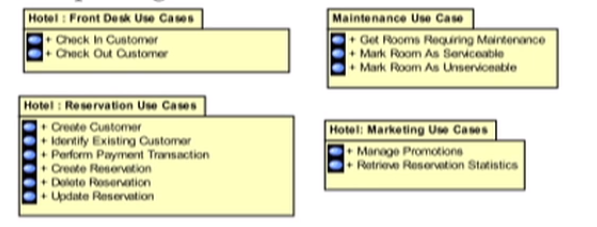 Hotel : Front Desk Use Cases
+ Check In Customer
+ Check Out Customer
Maintenance Use Case
+ Get Rooms Requiring Maintenance
+ Mark Room As Serviceable
+ Mark Room As Unserviceable
Hotel : Reservation Use Cases
+ Create Customer
+ Identify Existing Customer
+ Perform Payment Transaction
+ Create Reservation
+ Delete Reservation
+ Update Reservation
Hotel: Marketing Use Cases
+ Manage Promotions
+ Retrieve Reservation Statistics